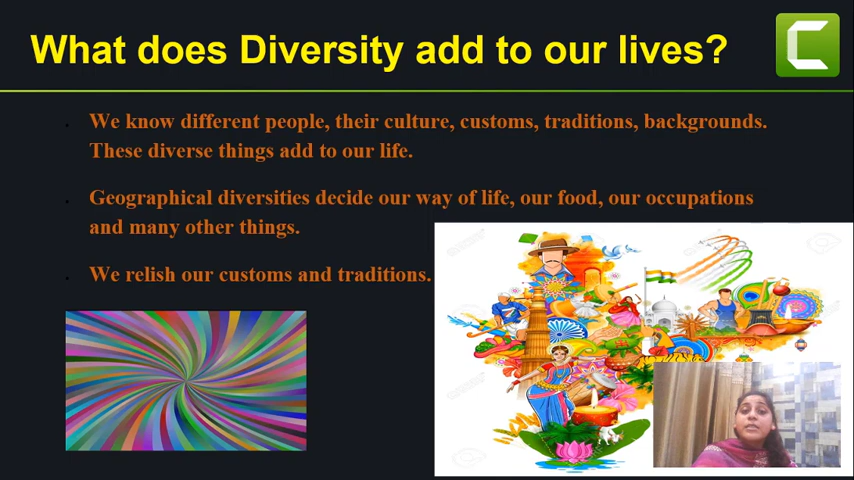 What does Diversity add to our lives?
We know different people, their culture, customs, traditions, backgrounds.
These diverse things add to our life.
Geographical diversities decide our way of life, our food, our occupations
and many other things.
We relish our customs and traditions.